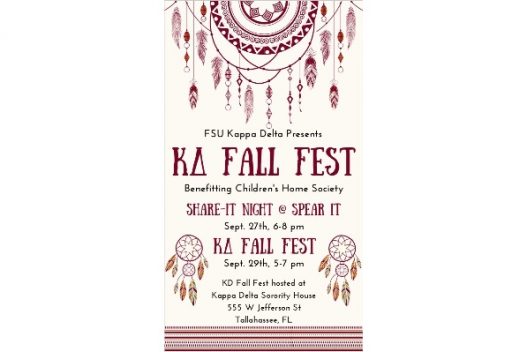 FSU Kappa Delta Presents
KΔ FALL FEST
Benefitting Children's Home Society
SHARE-IT NIGHT @ SPEAR IT
Sept. 27th, 6-8 pm
KΔ FALL FEST
Sept. 29th, 5-7 pm
KD Fall Fest hosted at
Kappa Delta Sorority House
555 W Jefferson St
Tallahassee, FL